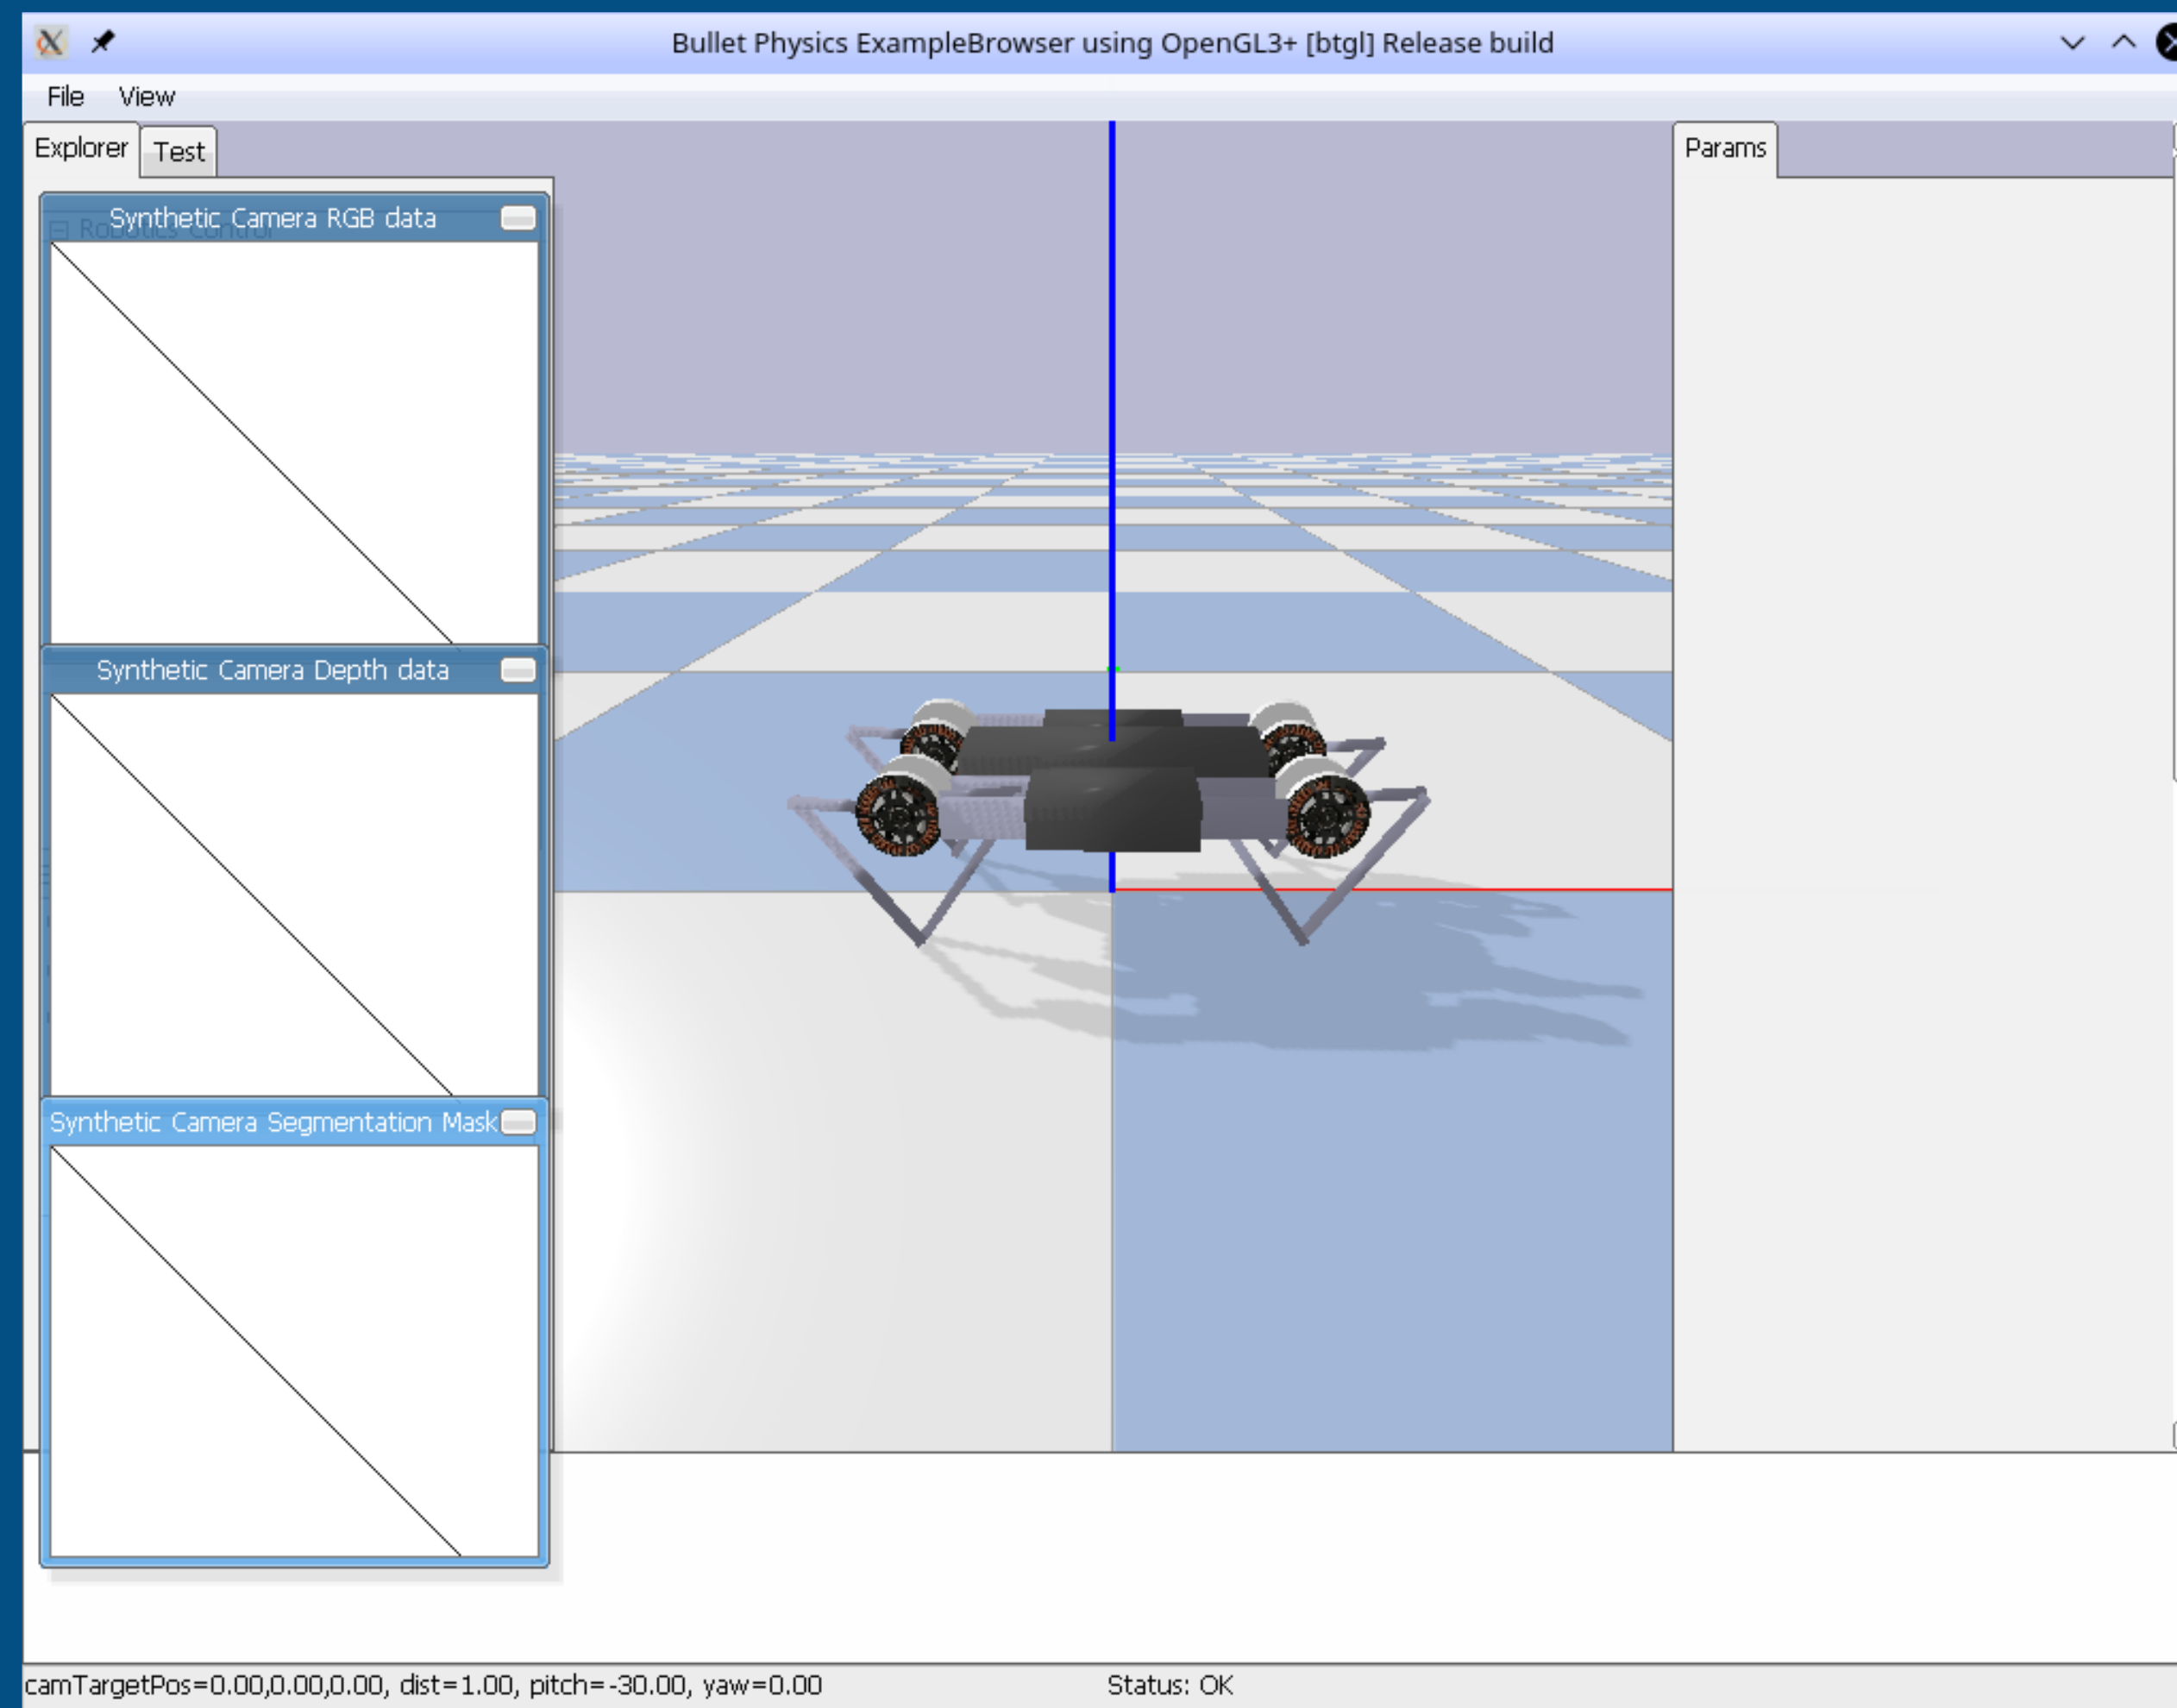 Bullet Physics ExampleBrowser using OpenGL3+ [btgl] Release build
File View
Explorer Test Params
Synthetic Camera RGB data
Robotics Control
Synthetic Camera Depth data
Synthetic Camera Segmentation Mask
camTargetPos=0.00,0.00,0.00, dist=1.00, pitch=-30.00, yaw=0.00 Status: OK